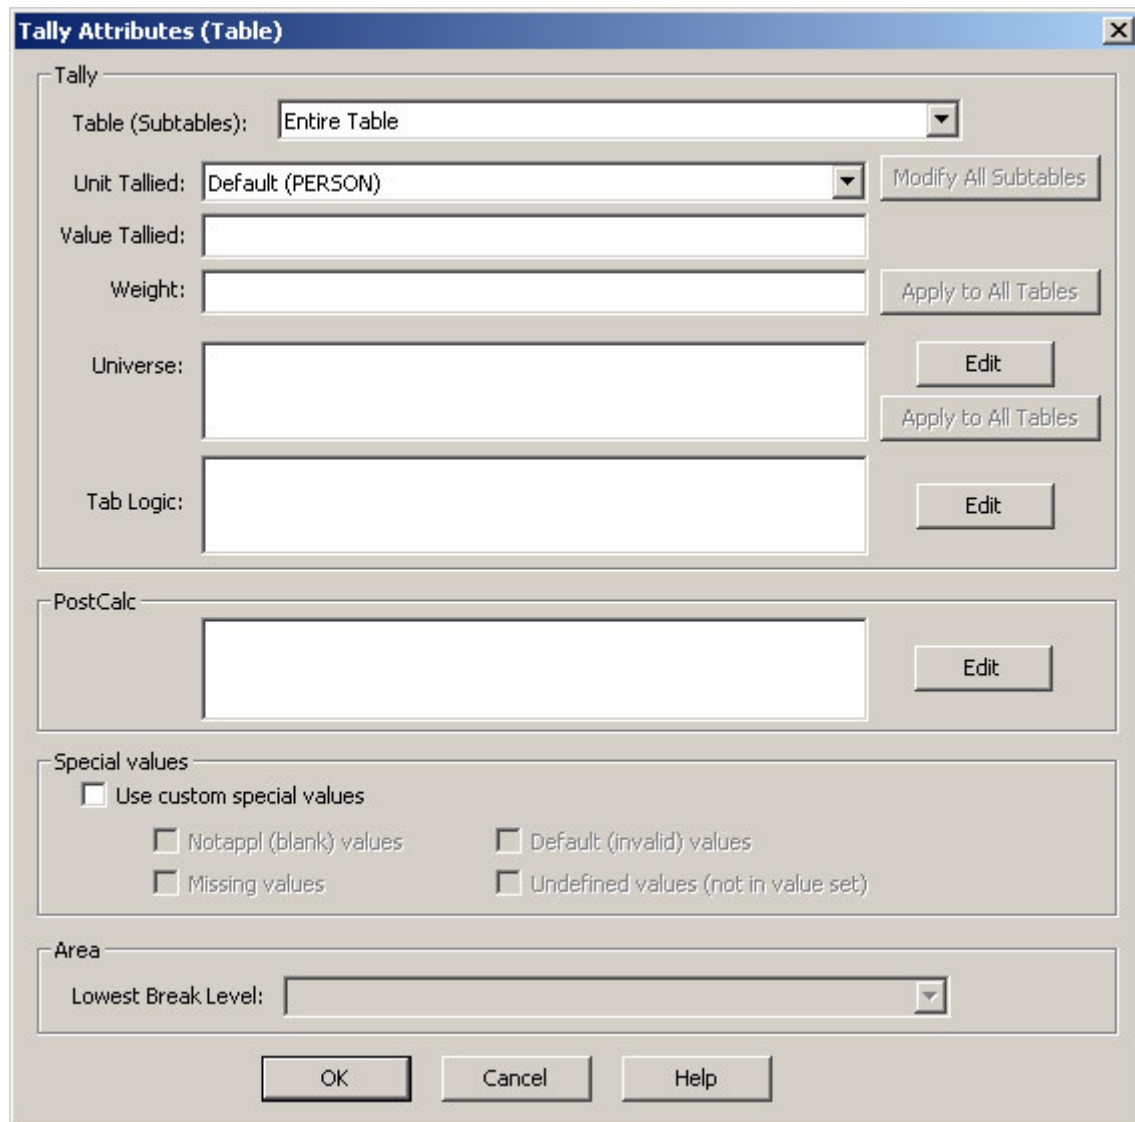 Tally Attributes (Table)
Tally
Table (Subtables): Entire Table
Unit Tallied: Default (PERSON) Modify All Subtables
Value Tallied:
Weight: Apply to All Tables
Universe: Edit
Apply to All Tables
Tab Logic: Edit
PostCalc
Edit
Special values
Use custom special values
Notappl (blank) values Default (invalid) values
Missing values Undefined values (not in value set)
Area
Lowest Break Level:
OK Cancel Help